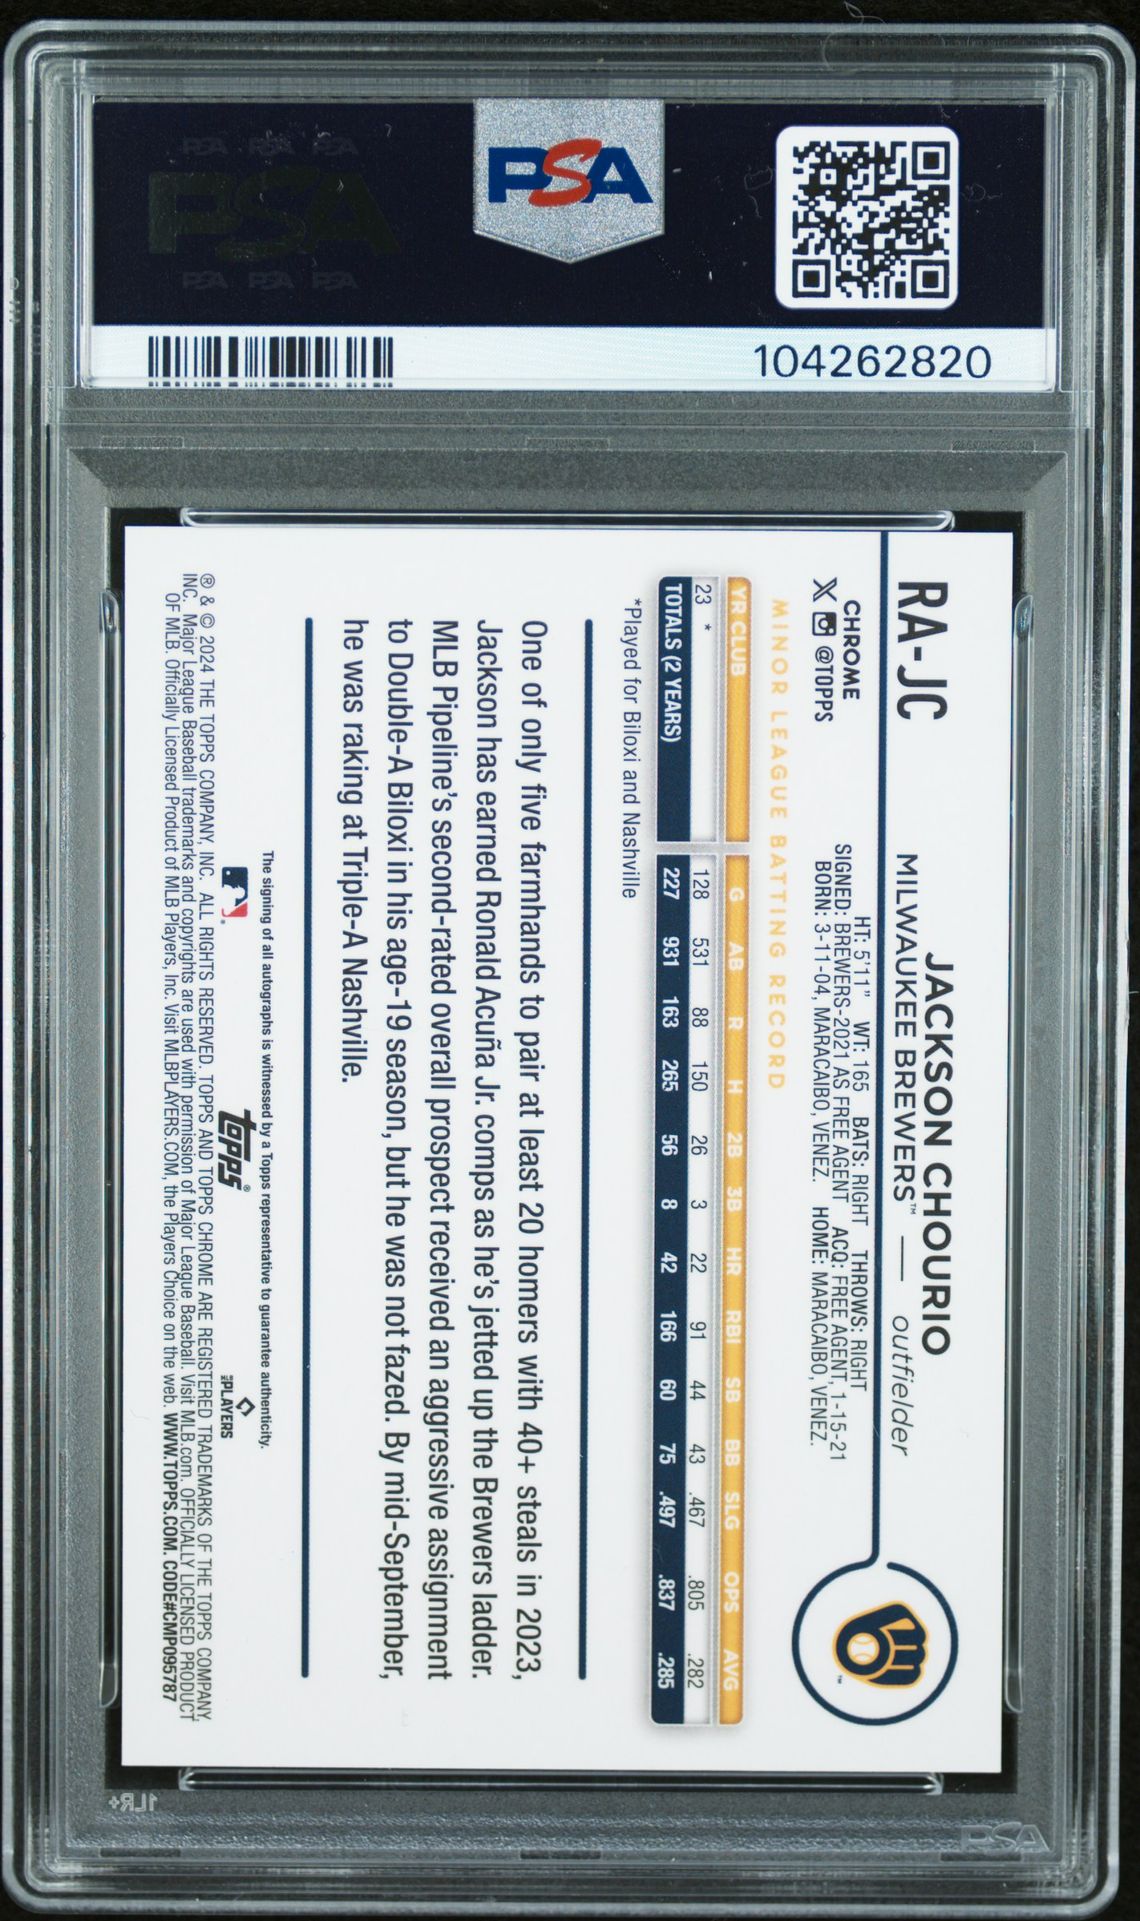 PSA PSA PSA
PSA
PSA PSA PSA
PSA
104262820
RA-JC
JACKSON CHOURIO
MILWAUKEE BREWERS™ — outfielder
CHROME
X @TOPPS
HT: 5'11" WT: 165 BATS: RIGHT THROWS: RIGHT
SIGNED: BREWERS-2021 AS FREE AGENT ACQ: FREE AGENT, 1-15-21
BORN: 3-11-04, MARACAIBO, VENEZ. HOME: MARACAIBO, VENEZ.
MINOR LEAGUE BATTING RECORD
YR CLUB G AB R H 2B 3B HR RBI SB BB SLG OPS AVG
23 * 128 531 88 150 26 3 22 91 44 43 .467 .805 .282
TOTALS (2 YEARS) 227 931 163 265 56 8 42 166 60 75 .497 .837 .285
*Played for Biloxi and Nashville
One of only five farmhands to pair at least 20 homers with 40+ steals in 2023,
Jackson has earned Ronald Acuña Jr. comps as he's jetted up the Brewers ladder.
MLB Pipeline's second-rated overall prospect received an aggressive assignment
to Double-A Biloxi in his age-19 season, but he was not fazed. By mid-September,
he was raking at Triple-A Nashville.
The signing of all autographs is witnessed by a Topps representative to guarantee authenticity.
topps®
MLB PLAYERS
® & © 2024 THE TOPPS COMPANY, INC. ALL RIGHTS RESERVED. TOPPS AND TOPPS CHROME ARE REGISTERED TRADEMARKS OF THE TOPPS COMPANY,
INC. Major League Baseball trademarks and copyrights are used with permission of Major League Baseball. Visit MLB.com. OFFICIALLY LICENSED PRODUCT
OF MLB. Officially Licensed Product of MLB Players, Inc. Visit MLBPLAYERS.COM, the Players Choice on the web. WWW.TOPPS.COM. CODE#CMP095787
1LR+
PSA